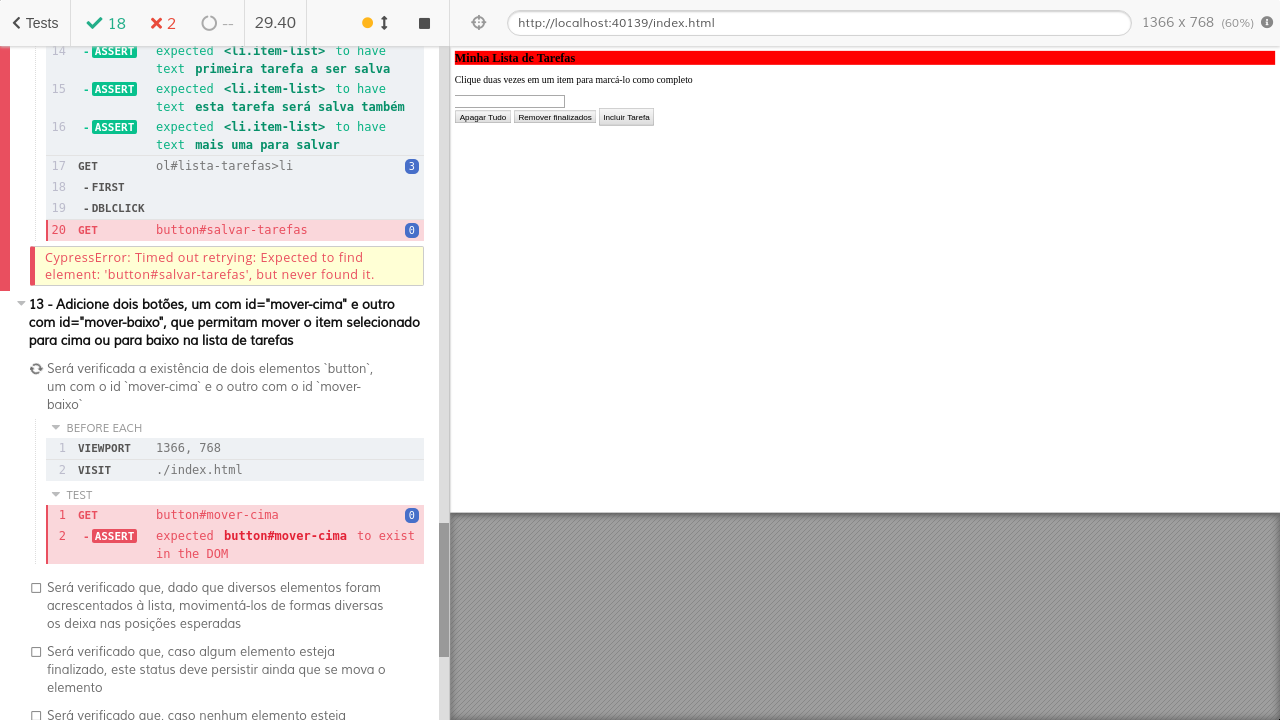 Tests
18
2
--
29.40
http://localhost:40139/index.html
1366 x 768 (60%)
14 - ASSERT expected <li.item-list> to have
text primeira tarefa a ser salva
15 - ASSERT expected <li.item-list> to have
text esta tarefa será salva também
16 - ASSERT expected <li.item-list> to have
text mais uma para salvar
17 GET ol#lista-tarefas>li 3
18 - FIRST
19 - DBLCLICK
20 GET button#salvar-tarefas 0
CypressError: Timed out retrying: Expected to find
element: 'button#salvar-tarefas', but never found it.
13 - Adicione dois botões, um com id="mover-cima" e outro
com id="mover-baixo", que permitam mover o item selecionado
para cima ou para baixo na lista de tarefas
Será verificada a existência de dois elementos `button`,
um com o id `mover-cima` e o outro com o id `mover-
baixo`
BEFORE EACH
1 VIEWPORT 1366, 768
2 VISIT ./index.html
TEST
1 GET button#mover-cima 0
2 - ASSERT expected button#mover-cima to exist
in the DOM
Será verificado que, dado que diversos elementos foram
acrescentados à lista, movimentá-los de formas diversas
os deixa nas posições esperadas
Será verificado que, caso algum elemento esteja
finalizado, este status deve persistir ainda que se mova o
elemento
Será verificado que, caso nenhum elemento esteja
Minha Lista de Tarefas
Clique duas vezes em um item para marcá-lo como completo
Apagar Tudo Remover finalizados Incluir Tarefa